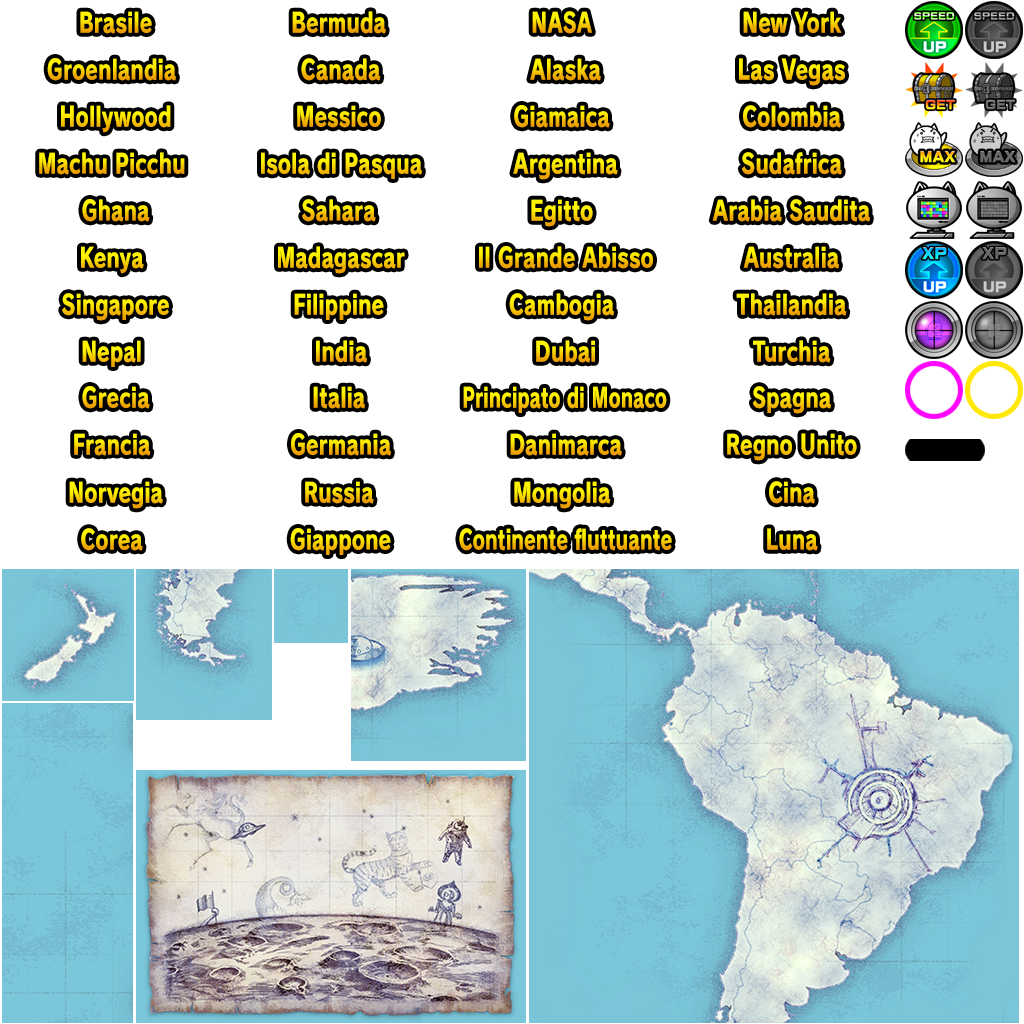 Brasile Bermuda NASA New York
Groenlandia Canada Alaska Las Vegas
Hollywood Messico Giamaica Colombia
Machu Picchu Isola di Pasqua Argentina Sudafrica
Ghana Sahara Egitto Arabia Saudita
Kenya Madagascar Il Grande Abisso Australia
Singapore Filippine Cambogia Thailandia
Nepal India Dubai Turchia
Grecia Italia Principato di Monaco Spagna
Francia Germania Danimarca Regno Unito
Norvegia Russia Mongolia Cina
Corea Giappone Continente fluttuante Luna
SPEED UP SPEED UP
GET GET
MAX MAX
XP UP XP UP